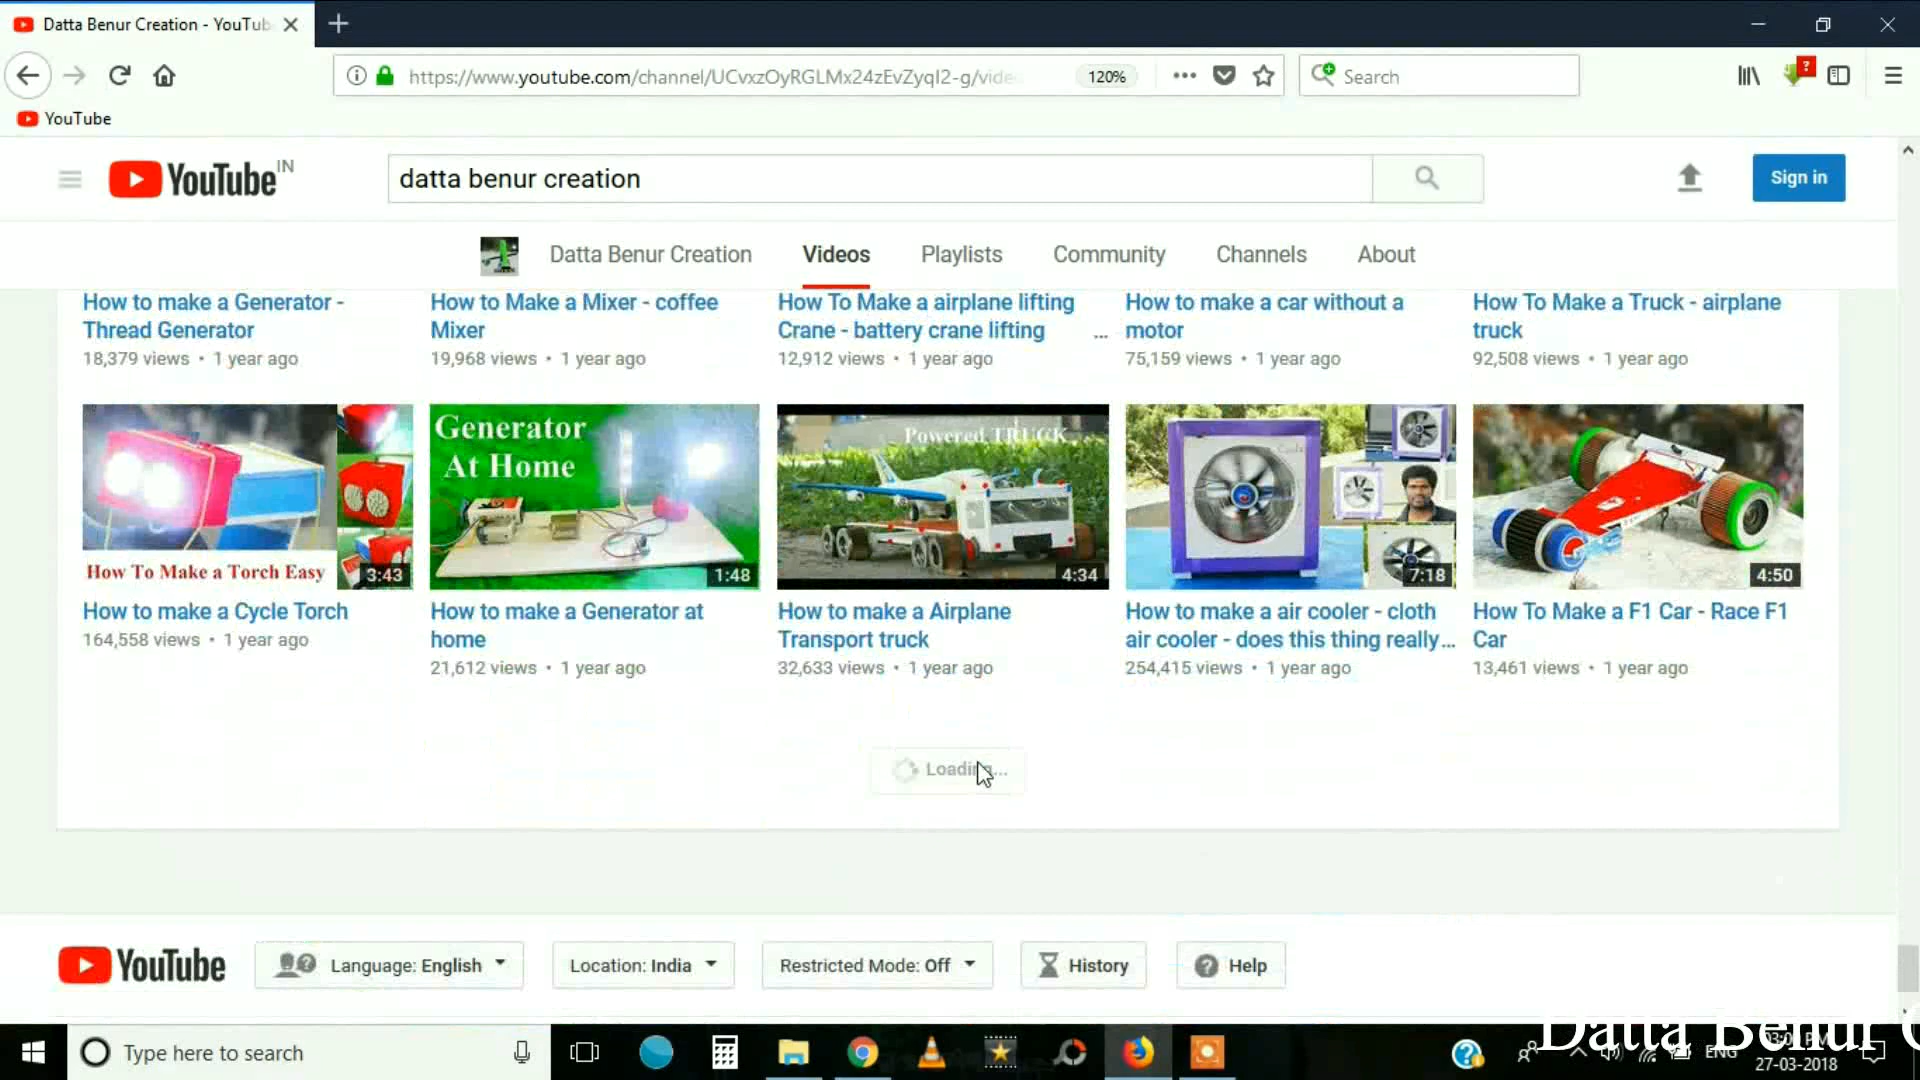 Datta Benur Creation - YouTub
https://www.youtube.com/channel/UCvxzOyRGLMx24zEvZyqI2-g/vide
120%
Search
?
YouTube
YouTube IN
datta benur creation
Sign in
Datta Benur Creation
Videos
Playlists
Community
Channels
About
How to make a Generator -
Thread Generator
18,379 views • 1 year ago
How to Make a Mixer - coffee
Mixer
19,968 views • 1 year ago
How To Make a airplane lifting
Crane - battery crane lifting ...
12,912 views • 1 year ago
How to make a car without a
motor
75,159 views • 1 year ago
How To Make a Truck - airplane
truck
92,508 views • 1 year ago
How To Make a Torch Easy
3:43
How to make a Cycle Torch
164,558 views • 1 year ago
Generator
At Home
1:48
How to make a Generator at
home
21,612 views • 1 year ago
Powered TRUCK
4:34
How to make a Airplane
Transport truck
32,633 views • 1 year ago
7:18
How to make a air cooler - cloth
air cooler - does this thing really...
254,415 views • 1 year ago
4:50
How To Make a F1 Car - Race F1
Car
13,461 views • 1 year ago
Loading...
YouTube
Language: English
Location: India
Restricted Mode: Off
History
Help
Type here to search
Datta Benur
ENG
27-03-2018